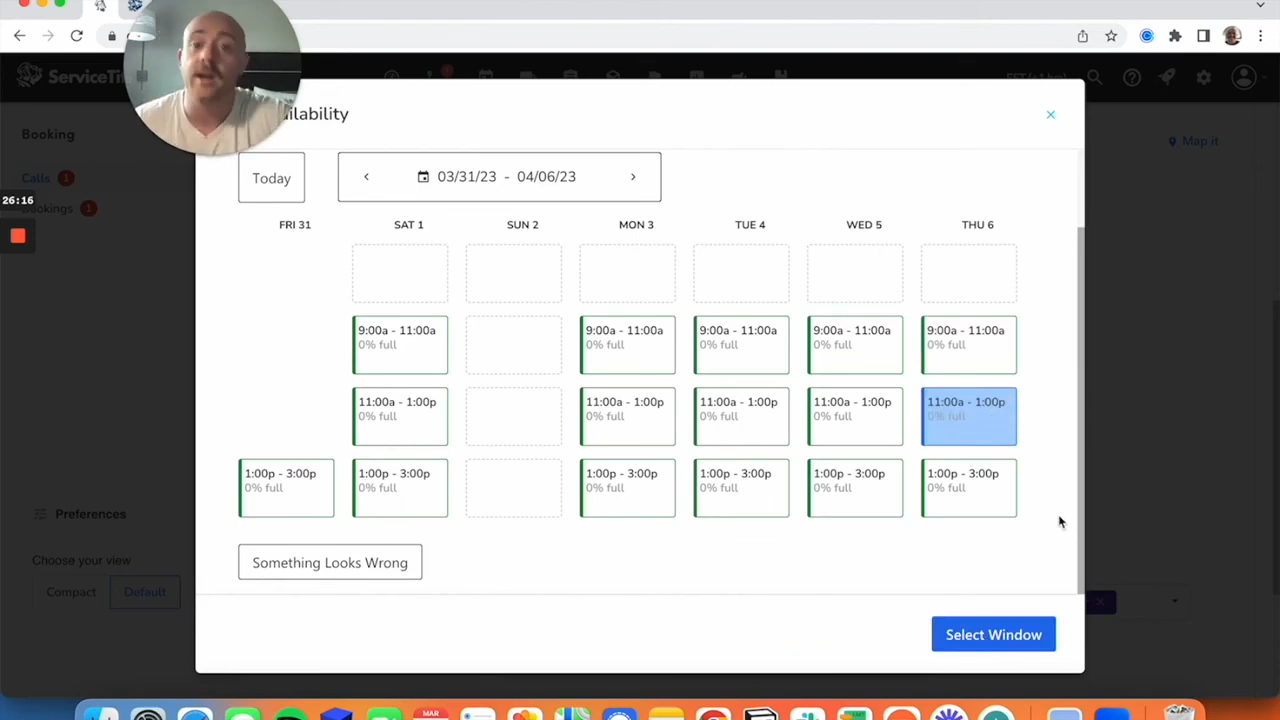 ServiceTi
Booking
ilability
Map it
Calls 1
Today
03/31/23 - 04/06/23
26:16
ookings 1
FRI 31 SAT 1 SUN 2 MON 3 TUE 4 WED 5 THU 6
9:00a - 11:00a 9:00a - 11:00a 9:00a - 11:00a 9:00a - 11:00a 9:00a - 11:00a
0% full 0% full 0% full 0% full 0% full
11:00a - 1:00p 11:00a - 1:00p 11:00a - 1:00p 11:00a - 1:00p 11:00a - 1:00p
0% full 0% full 0% full 0% full 0% full
1:00p - 3:00p 1:00p - 3:00p 1:00p - 3:00p 1:00p - 3:00p 1:00p - 3:00p 1:00p - 3:00p
0% full 0% full 0% full 0% full 0% full 0% full
Preferences
Choose your view
Something Looks Wrong
Compact Default
Select Window
MAR